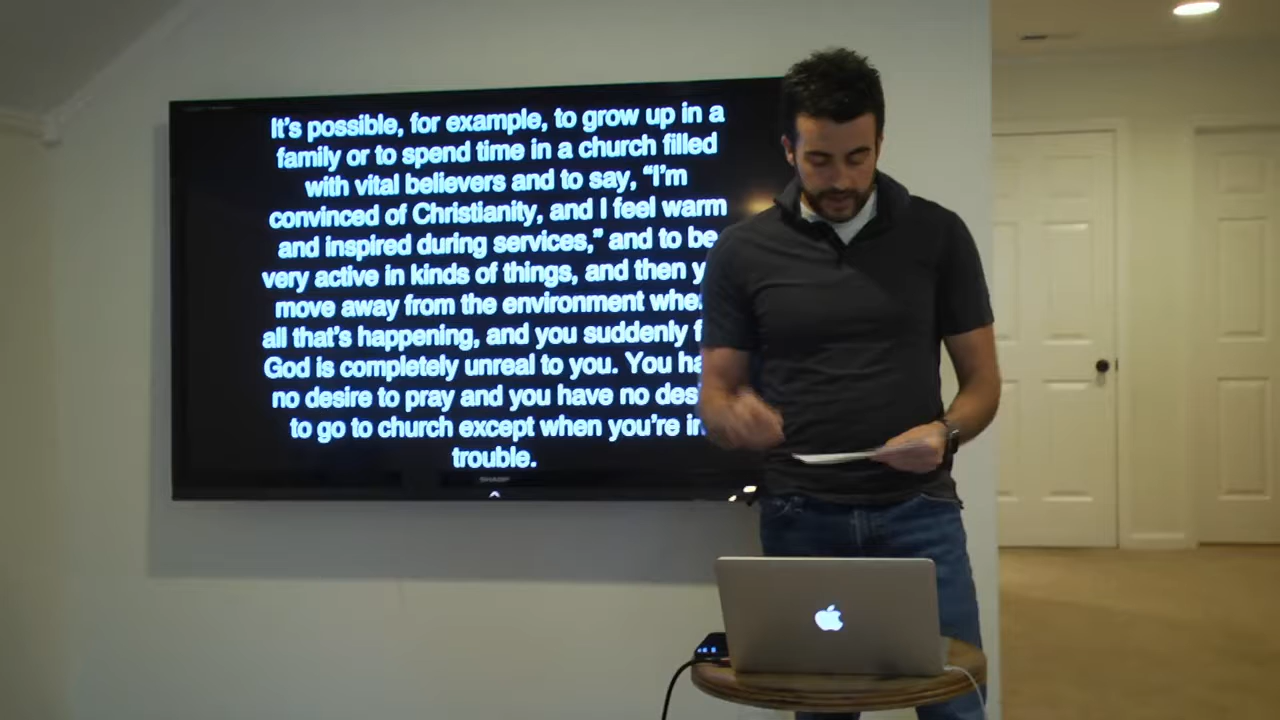 It's possible, for example, to grow up in a
family or to spend time in a church filled
with vital believers and to say, “I'm
convinced of Christianity, and I feel warm
and inspired during services,” and to be
very active in kinds of things, and then
move away from the environment
all that's happening, and you suddenly
God is completely unreal to you. You
no desire to pray and you have no
to go to church except when you're in
trouble.
SHARP